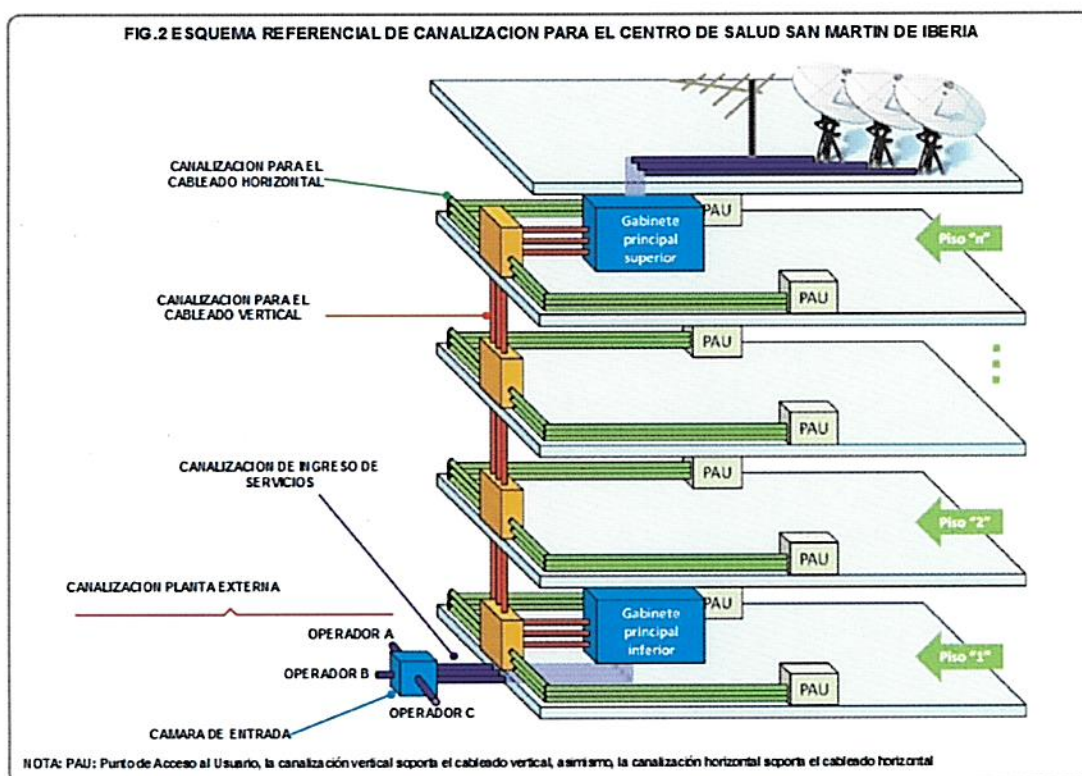 FIG.2 ESQUEMA REFERENCIAL DE CANALIZACION PARA EL CENTRO DE SALUD SAN MARTIN DE IBERIA
CANALIZACION PARA EL
CABLEADO HORIZONTAL
Gabinete
principal
superior
PAU
Piso "n"
PAU
CANALIZACION PARA EL
CABLEADO VERTICAL
PAU
PAU
CANALIZACION DE INGRESO DE
SERVICIOS
PAU
Piso "2"
PAU
CANALIZACION PLANTA EXTERNA
Gabinete
principal
inferior
PAU
OPERADOR A
Piso "1"
OPERADOR B
PAU
OPERADOR C
CAMARA DE ENTRADA
NOTA: PAU: Punto de Acceso al Usuario, la canalización vertical soporta el cableado vertical, asimismo, la canalización horizontal soporta el cableado horizontal